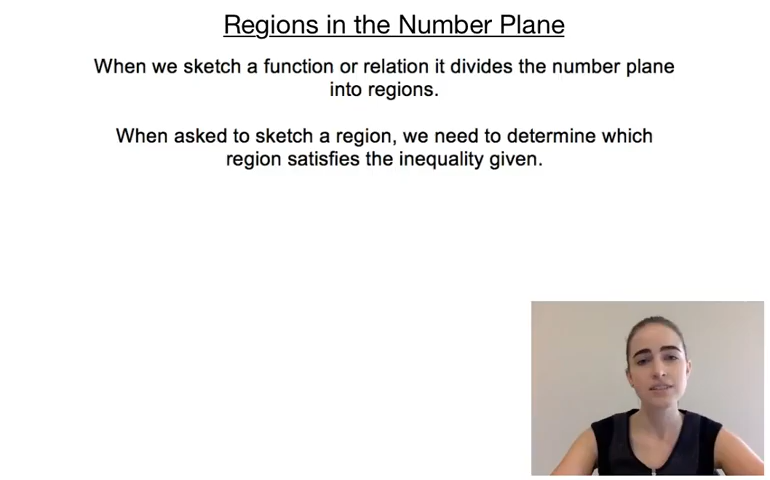 Regions in the Number Plane
When we sketch a function or relation it divides the number plane
into regions.
When asked to sketch a region, we need to determine which
region satisfies the inequality given.